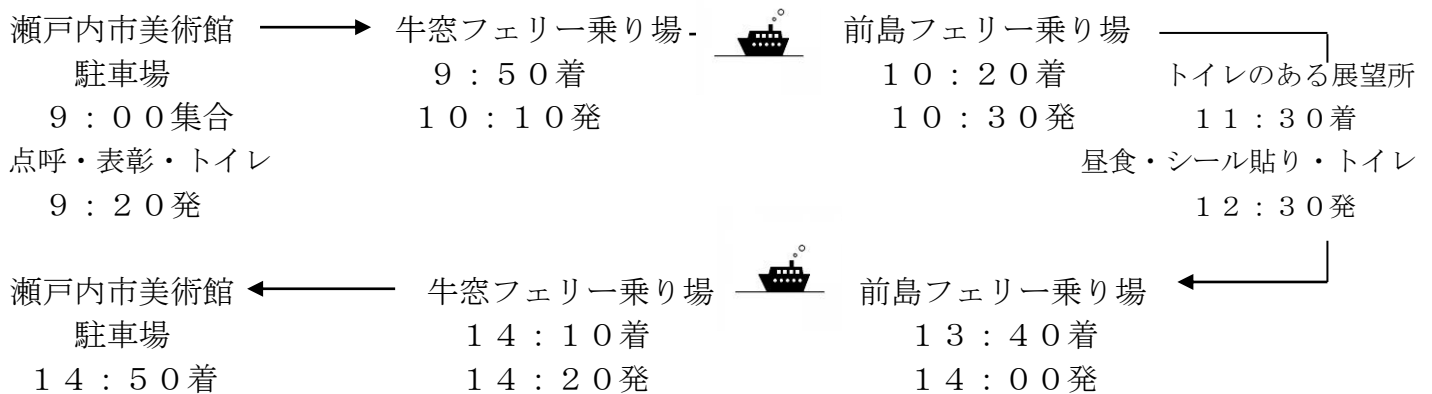 瀬戸内市美術館 牛窓フェリー乗り場 前島フェリー乗り場
駐車場 9：50着 10：20着 トイレのある展望所
9：00集合 10：10発 10：30発 11：30着
点呼・表彰・トイレ 昼食・シール貼り・トイレ
9：20発 12：30発
瀬戸内市美術館 牛窓フェリー乗り場 前島フェリー乗り場
駐車場 14：10着 13：40着
14：50着 14：20発 14：00発